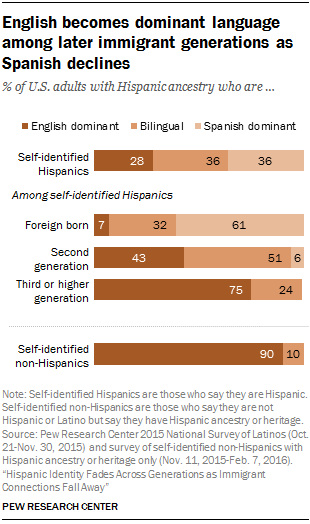 English becomes dominant language
among later immigrant generations as
Spanish declines
% of U.S. adults with Hispanic ancestry who are ...
English dominant Bilingual Spanish dominant
Self-identified
Hispanics
28 36 36
Among self-identified Hispanics
Foreign born 7 32 61
Second
generation
43 51 6
Third or higher
generation
75 24
Self-identified
non-Hispanics
90 10
Note: Self-identified Hispanics are those who say they are Hispanic.
Self-identified non-Hispanics are those who say they are not
Hispanic or Latino but say they have Hispanic ancestry or heritage.
Source: Pew Research Center 2015 National Survey of Latinos (Oct.
21-Nov. 30, 2015) and survey of self-identified non-Hispanics with
Hispanic ancestry or heritage only (Nov. 11, 2015-Feb. 7, 2016).
"Hispanic Identity Fades Across Generations as Immigrant
Connections Fall Away"
PEW RESEARCH CENTER